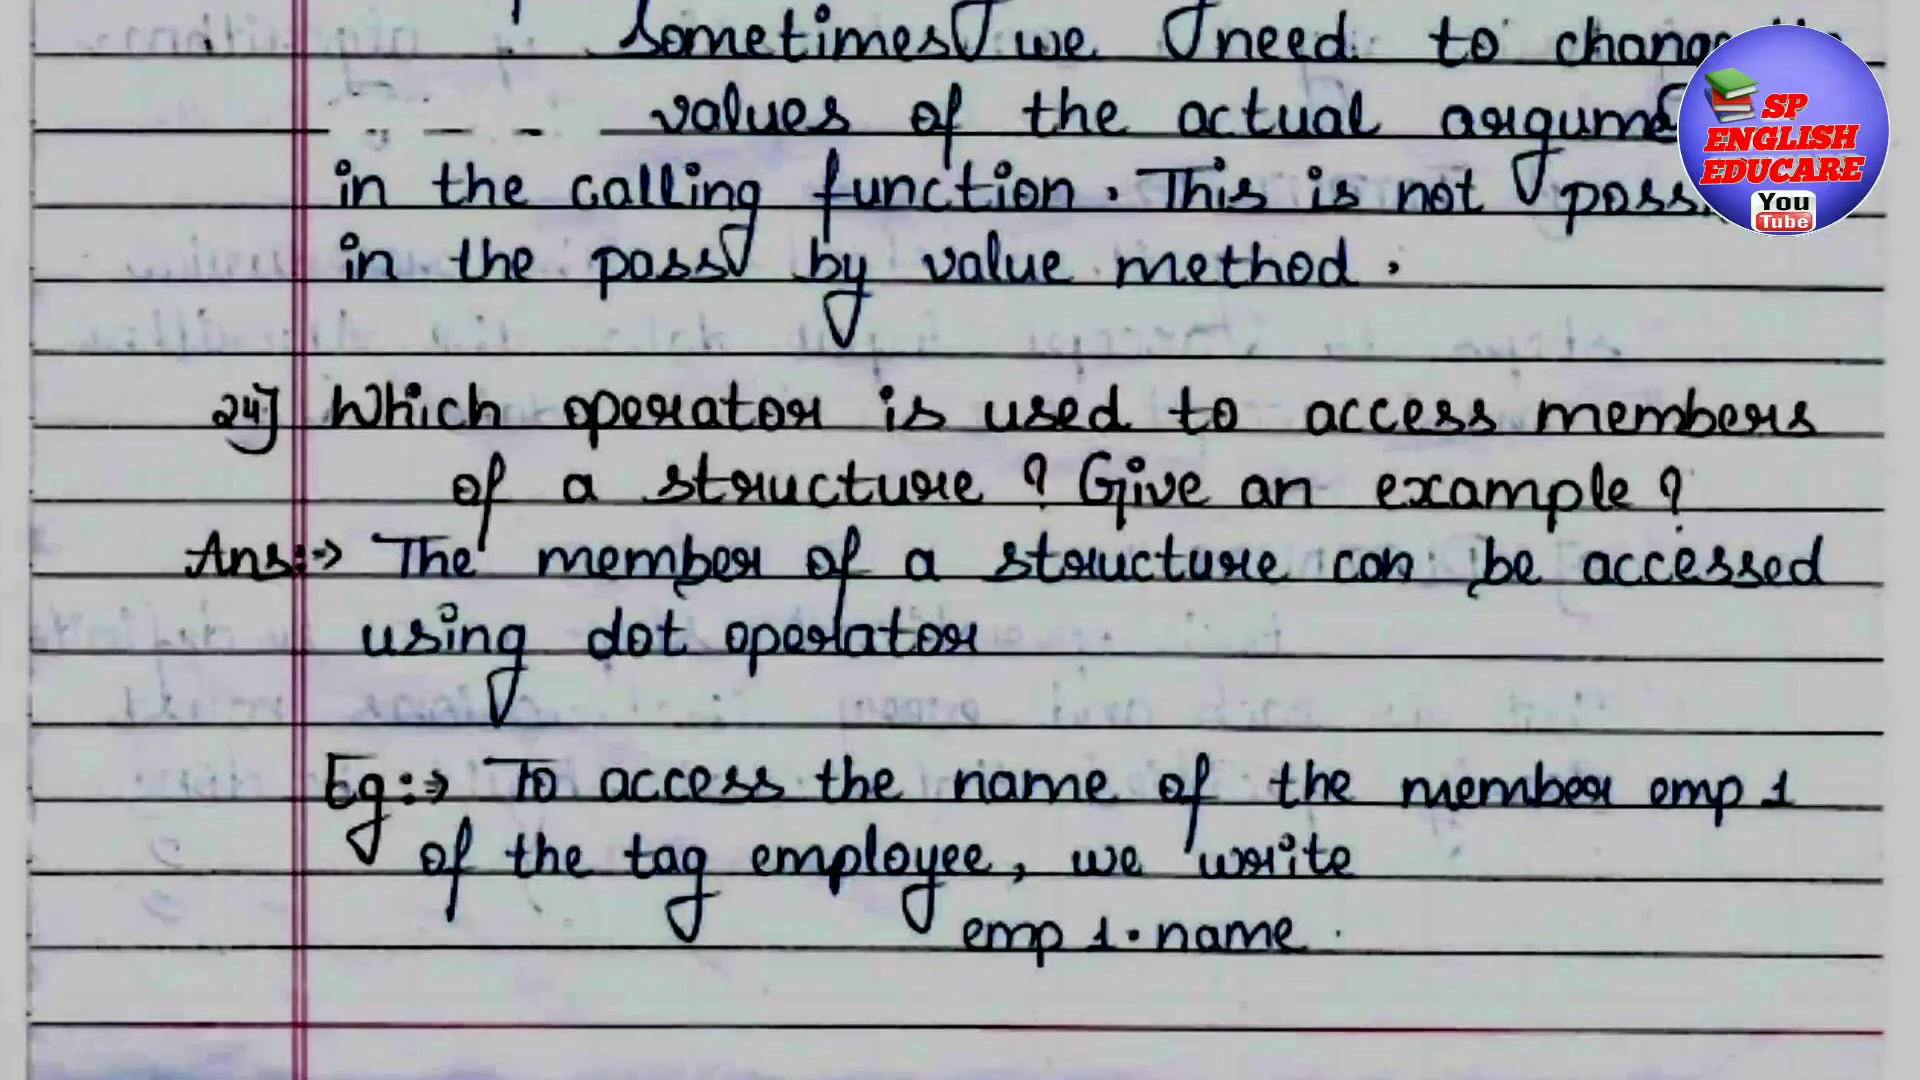 Sometimes we need to change
values of the actual
in the calling function. This is not
in the pass by value method.
24] Which operator is used to access members
of a structure ? Give an example ?
Ans:→ The member of a structure can be accessed
using dot operator
Eg:→ To access the name of the member emp 1
of the tag employee, we write
emp 1.name.
SP
ENGLISH
EDUCARE
You
Tube